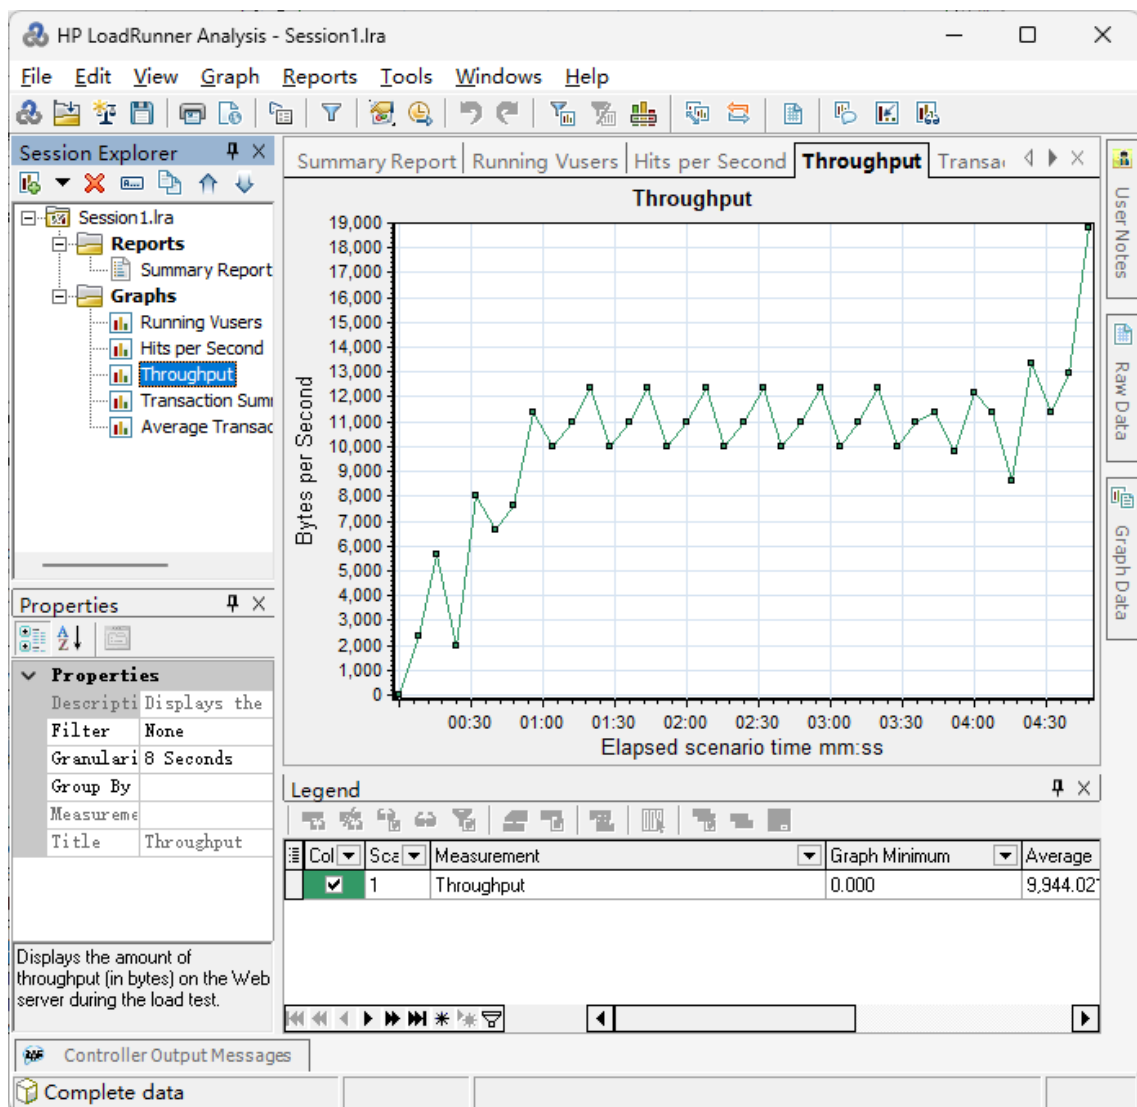 HP LoadRunner Analysis - Session1.lra
File Edit View Graph Reports Tools Windows Help
Session Explorer
Session1.lra
Reports
Summary Report
Graphs
Running Vusers
Hits per Second
Throughput
Transaction Sum
Average Transac
Properties
Properties
Descripti Displays the
Filter None
Granulari 8 Seconds
Group By
Measureme
Title Throughput
Displays the amount of
throughput (in bytes) on the Web
server during the load test.
Summary Report Running Vusers Hits per Second Throughput Transa
Throughput
Bytes per Second
19,000
18,000
17,000
16,000
15,000
14,000
13,000
12,000
11,000
10,000
9,000
8,000
7,000
6,000
5,000
4,000
3,000
2,000
1,000
0
00:30 01:00 01:30 02:00 02:30 03:00 03:30 04:00 04:30
Elapsed scenario time mm:ss
Legend
Col Sca Measurement Graph Minimum Average
1 Throughput 0.000 9,944.02
User Notes
Raw Data
Graph Data
Controller Output Messages
Complete data